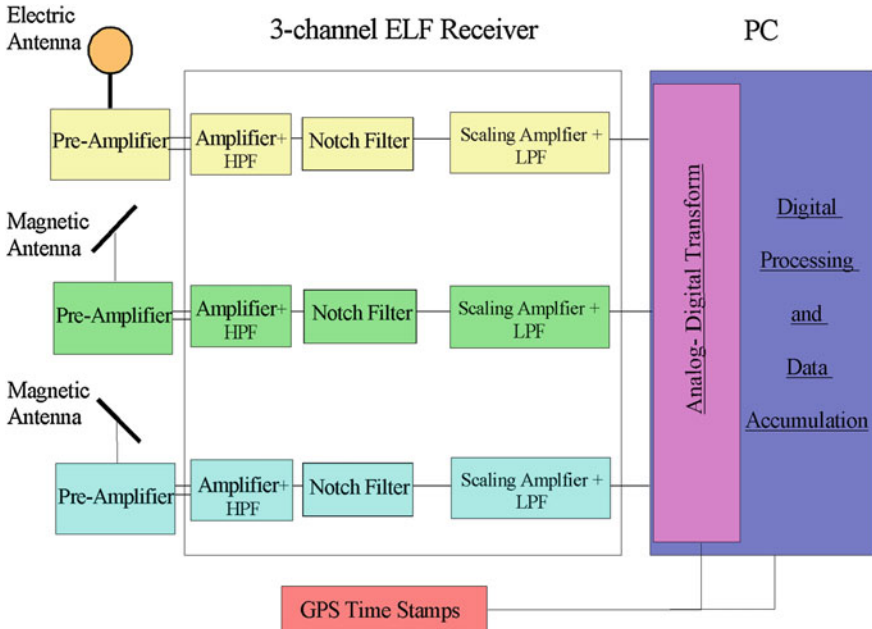 Electric
Antenna
3-channel ELF Receiver
PC
Pre-Amplifier
Amplifier+
HPF
Notch Filter
Scaling Amplfier +
LPF
Magnetic
Antenna
Pre-Amplifier
Amplifier+
HPF
Notch Filter
Scaling Amplfier +
LPF
Magnetic
Antenna
Pre-Amplifier
Amplifier+
HPF
Notch Filter
Scaling Amplfier +
LPF
Analog- Digital Transform
Digital
Processing
and
Data
Accumulation
GPS Time Stamps